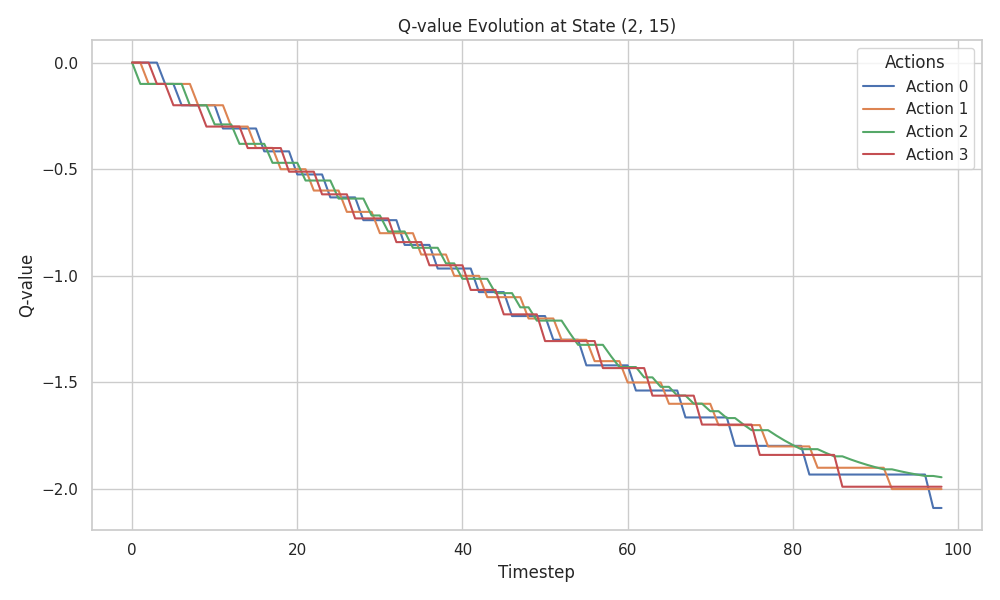 Q-value Evolution at State (2, 15)
Actions
Action 0
Action 1
Action 2
Action 3
Q-value
0.0
−0.5
−1.0
−1.5
−2.0
0
20
40
60
80
100
Timestep